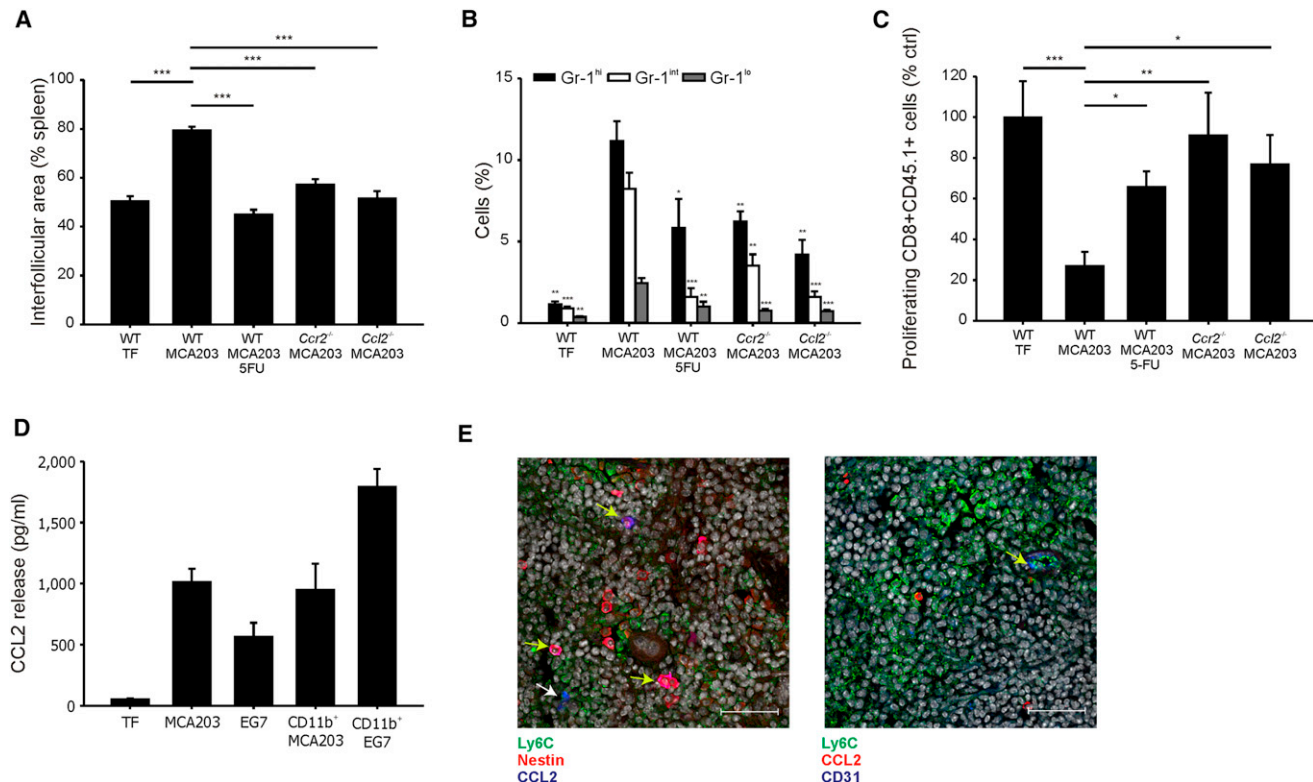 A
Interfollicular area (% spleen)
100
80
60
40
20
0
***
***
***
***
WT TF
WT MCA203
WT MCA203 5FU
Ccr2-/- MCA203
Ccl2-/- MCA203
B
Gr-1hi Gr-1int Gr-1lo
Cells (%)
15
10
5
0
** *** **
* *** **
** ** ***
** *** ***
WT TF
WT MCA203
WT MCA203 5FU
Ccr2-/- MCA203
Ccl2-/- MCA203
C
Proliferating CD8+CD45.1+ cells (% ctrl)
120
100
80
60
40
20
0
*
***
**
*
WT TF
WT MCA203
WT MCA203 5-FU
Ccr2-/- MCA203
Ccl2-/- MCA203
D
CCL2 release (pg/ml)
2,000
1,500
1,000
500
0
TF
MCA203
EG7
CD11b+ MCA203
CD11b+ EG7
E
Ly6C
Nestin
CCL2
Ly6C
CCL2
CD31